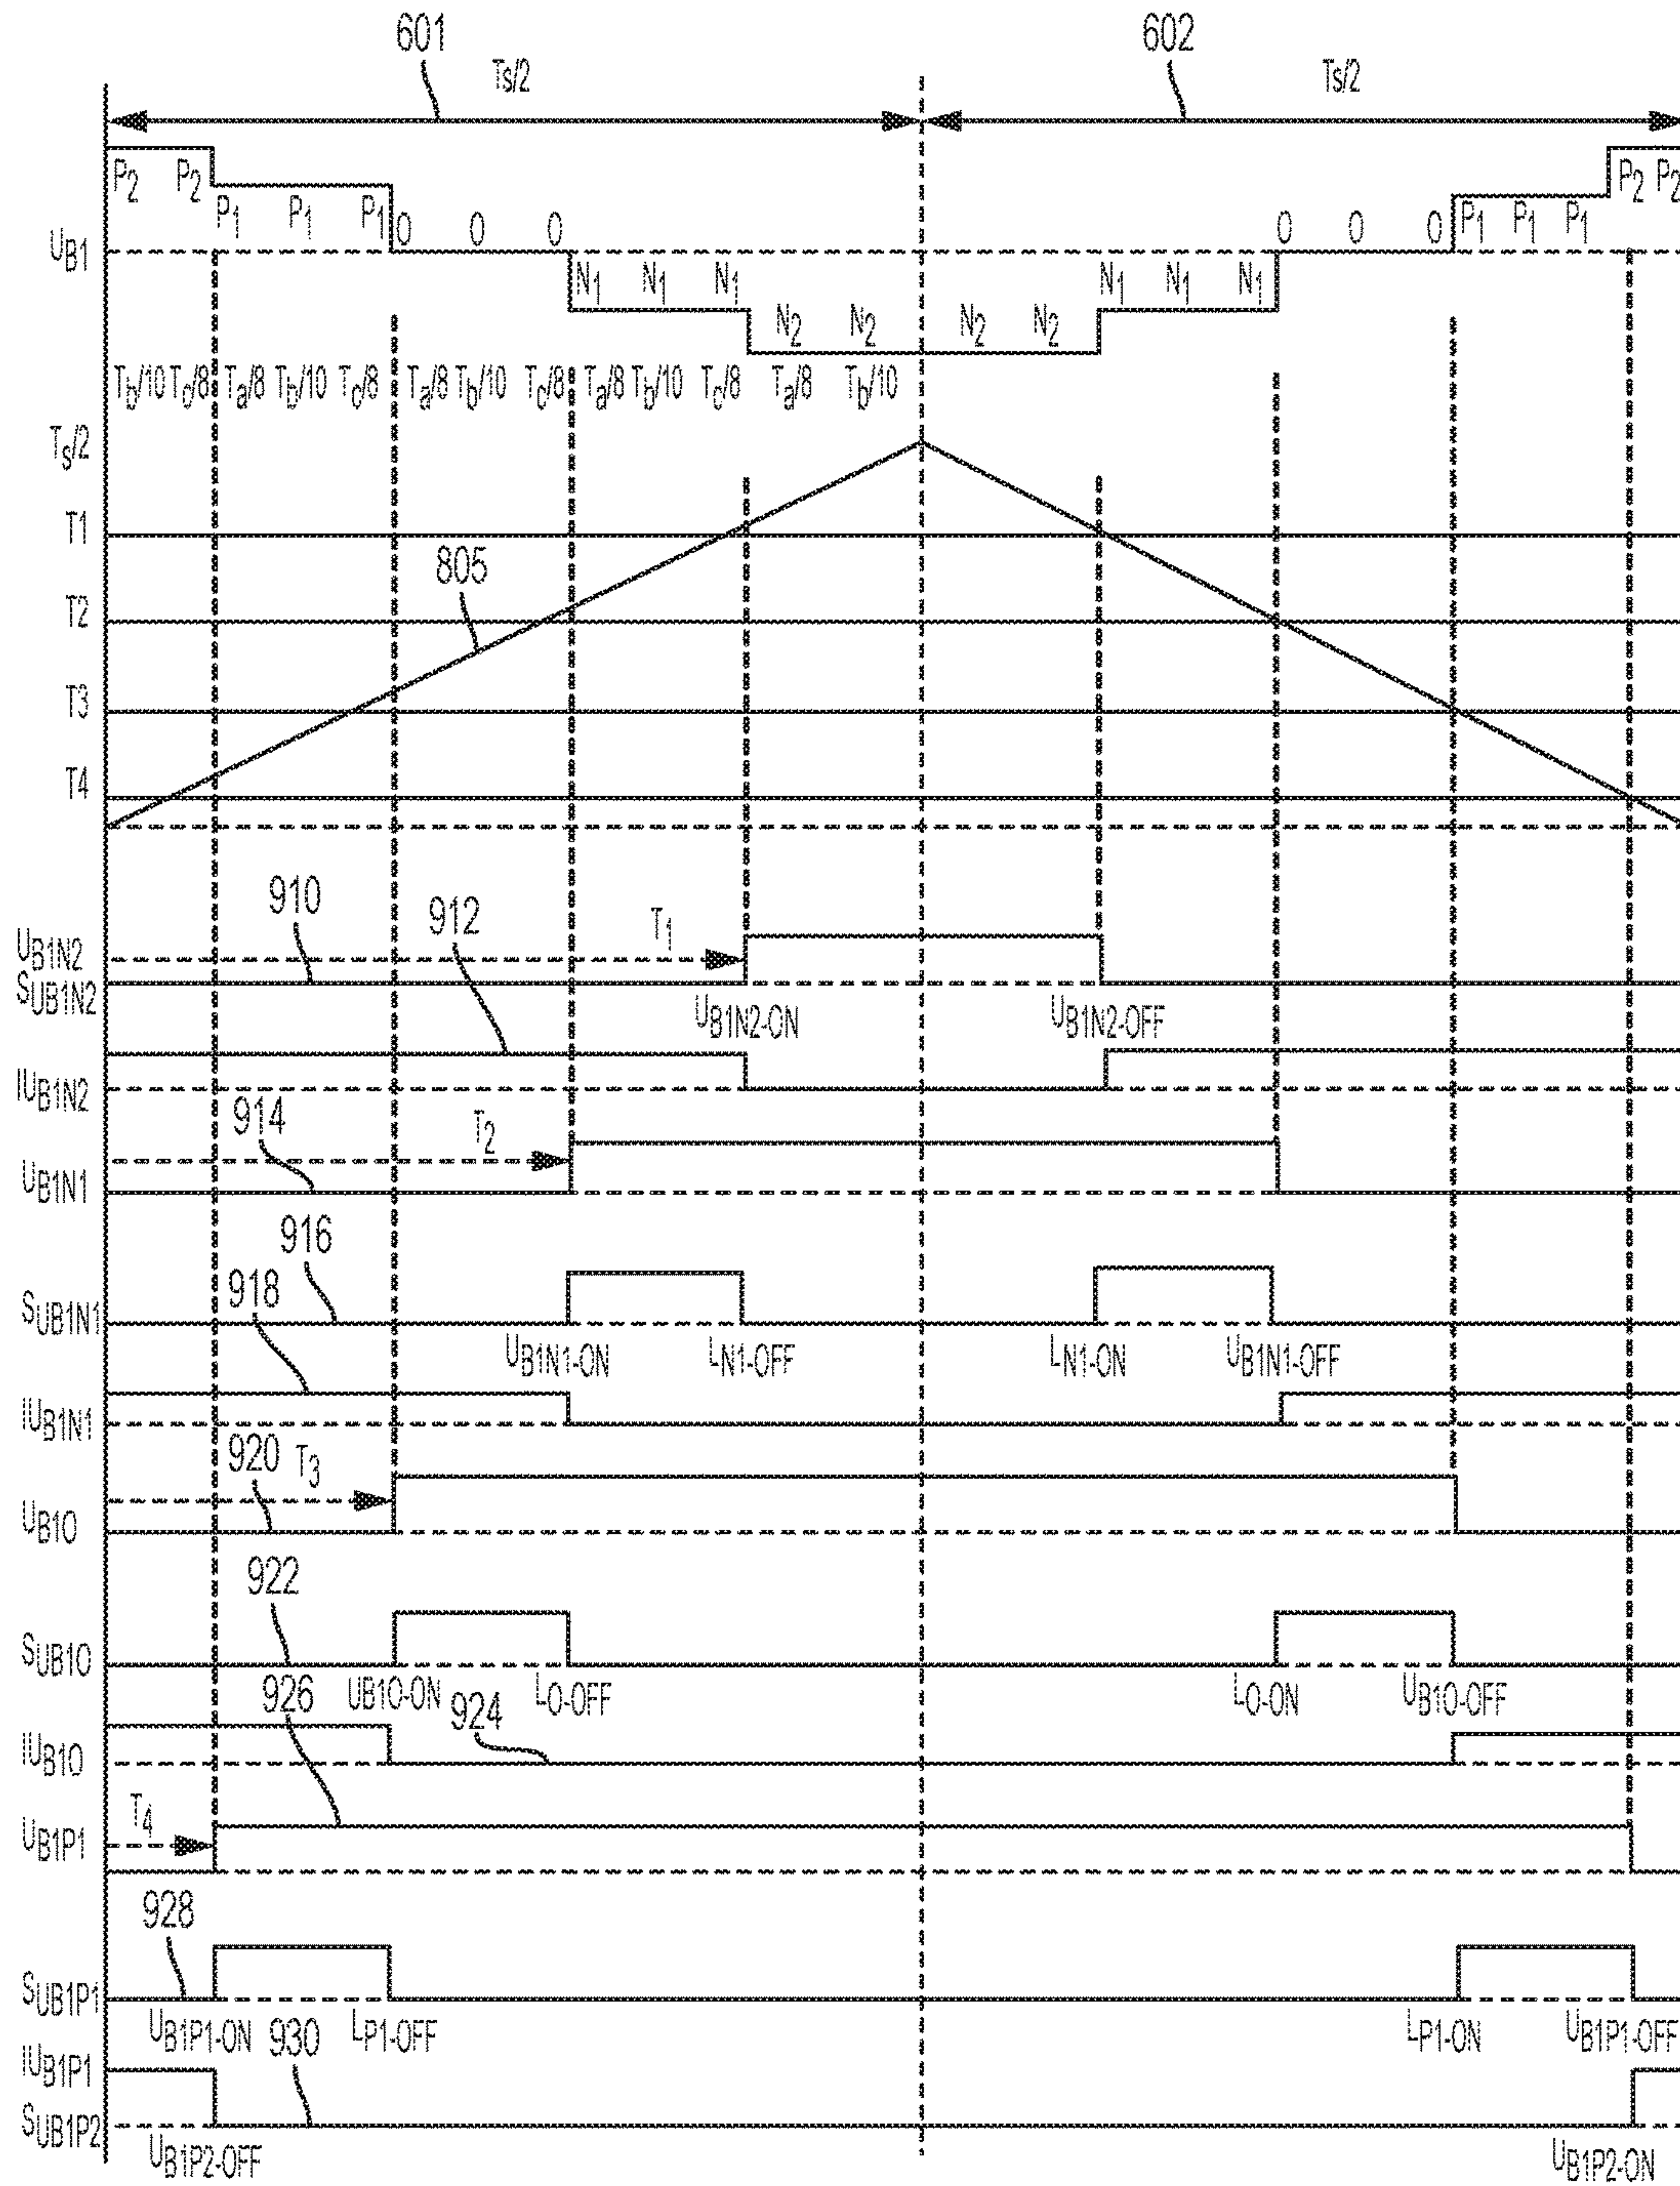 601 602
Ts/2 Ts/2
P2 P2 P2 P2
P1 P1 P1 P1 P1 P1
O O O O O O
UB1
N1 N1 N1 N1 N1 N1
N2 N2 N2 N2
Tb/10 Tc/8 Ta/8 Tb/10 Tc/8 Ta/8 Tb/10 Tc/8 Ta/8 Tb/10 Tc/8 Ta/8 Tb/10
Ts/2
T1
805
T2
T3
T4
910 912
UB1N2 T1
SUB1N2
UB1N2-ON UB1N2-OFF
IUB1N2
914 T2
UB1N1
916
918
SUB1N1
UB1N1-ON LN1-OFF LN1-ON UB1N1-OFF
IUB1N1
920 T3
UB1O
922
SUB1O
926 UB1O-ON 924 LO-OFF LO-ON UB1O-OFF
IUB1O
T4
UB1P1
928
SUB1P1
UB1P1-ON 930 LP1-OFF LP1-ON UB1P1-OFF
IUB1P1
SUB1P2
UB1P2-OFF UB1P2-ON